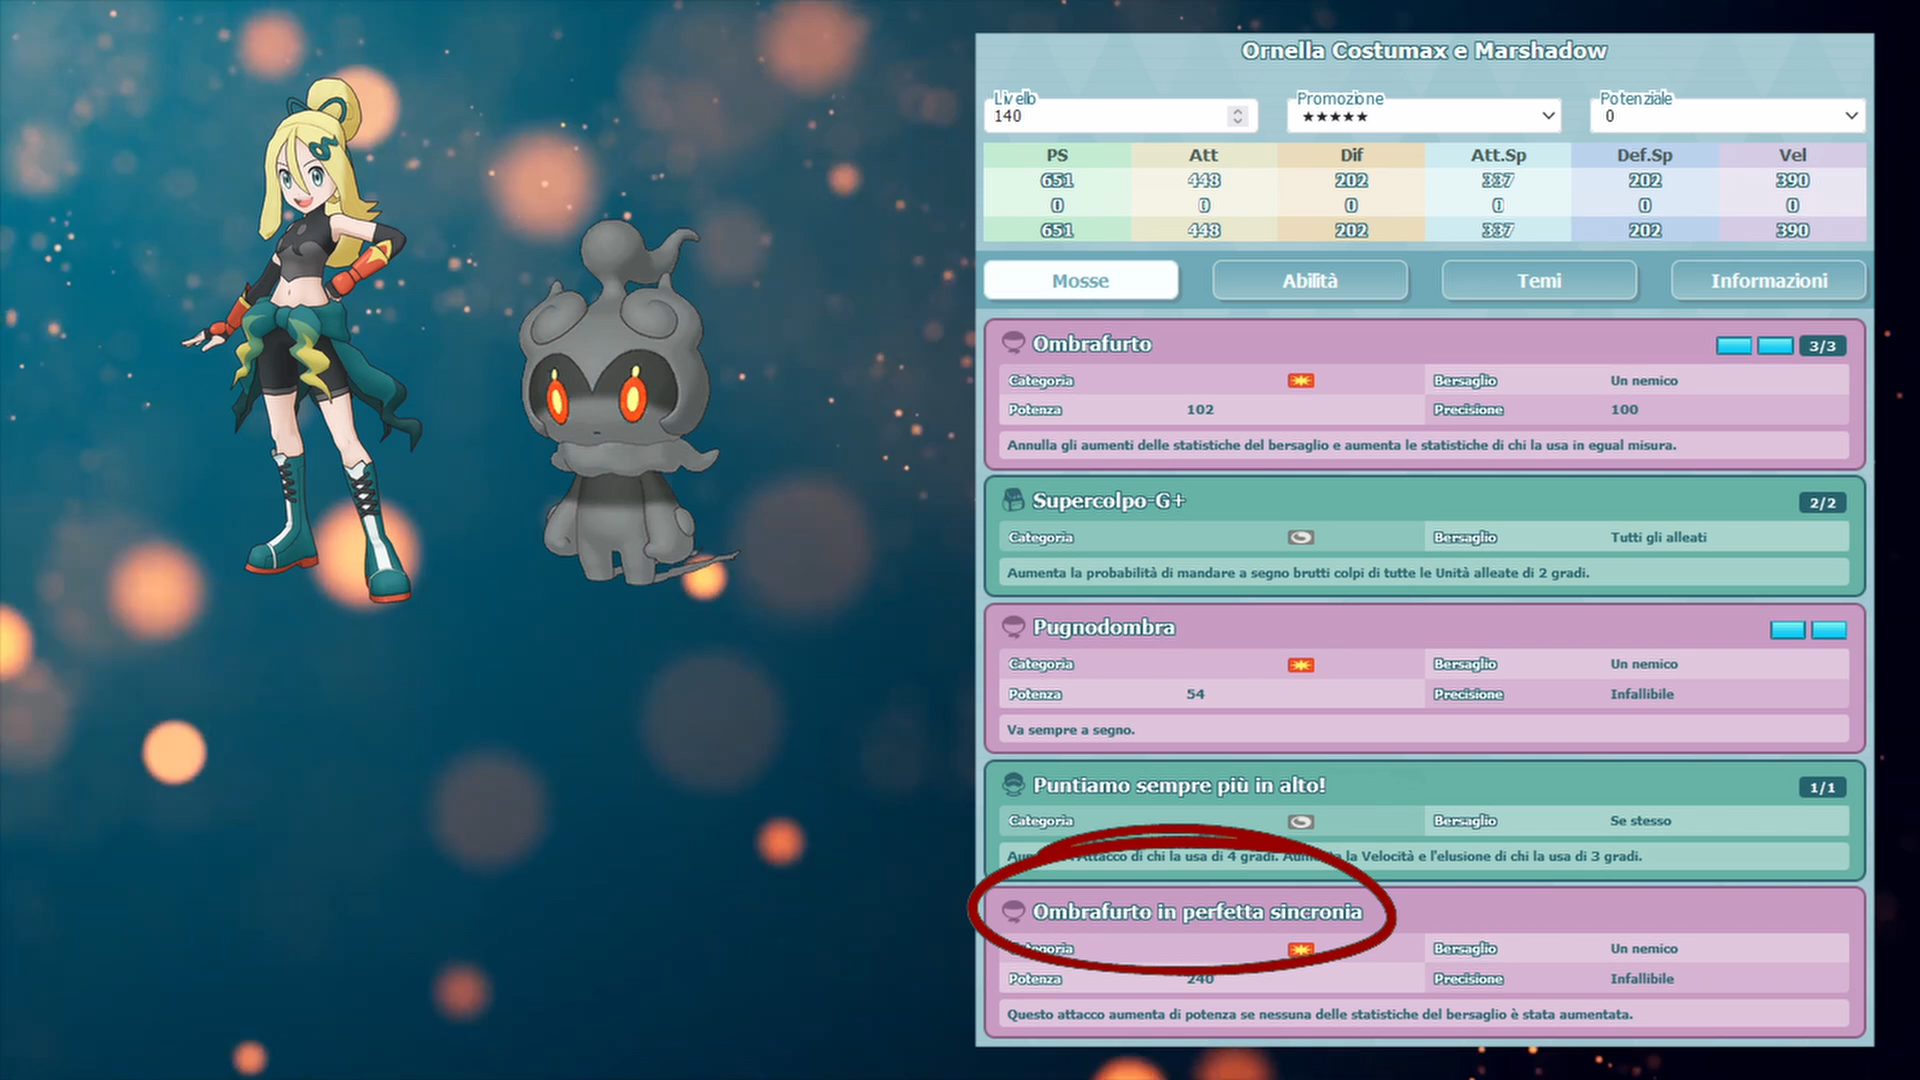 Ornella Costumax e Marshadow
Livello Promozione Potenziale
140 ★★★★★ 0
PS Att Dif Att.Sp Def.Sp Vel
651 448 202 337 202 390
0 0 0 0 0 0
651 448 202 337 202 390
Mosse Abilità Temi Informazioni
Ombrafurto 3/3
Categoria Bersaglio Un nemico
Potenza 102 Precisione 100
Annulla gli aumenti delle statistiche del bersaglio e aumenta le statistiche di chi la usa in egual misura.
Supercolpo-G+ 2/2
Categoria Bersaglio Tutti gli alleati
Aumenta la probabilità di mandare a segno brutti colpi di tutte le Unità alleate di 2 gradi.
Pugnodombra
Categoria Bersaglio Un nemico
Potenza 54 Precisione Infallibile
Va sempre a segno.
Puntiamo sempre più in alto! 1/1
Categoria Bersaglio Se stesso
Attacco di chi la usa di 4 gradi. la Velocità e l'elusione di chi la usa di 3 gradi.
Ombrafurto in perfetta sincronia
Categoria Bersaglio Un nemico
Potenza 240 Precisione Infallibile
Questo attacco aumenta di potenza se nessuna delle statistiche del bersaglio è stata aumentata.